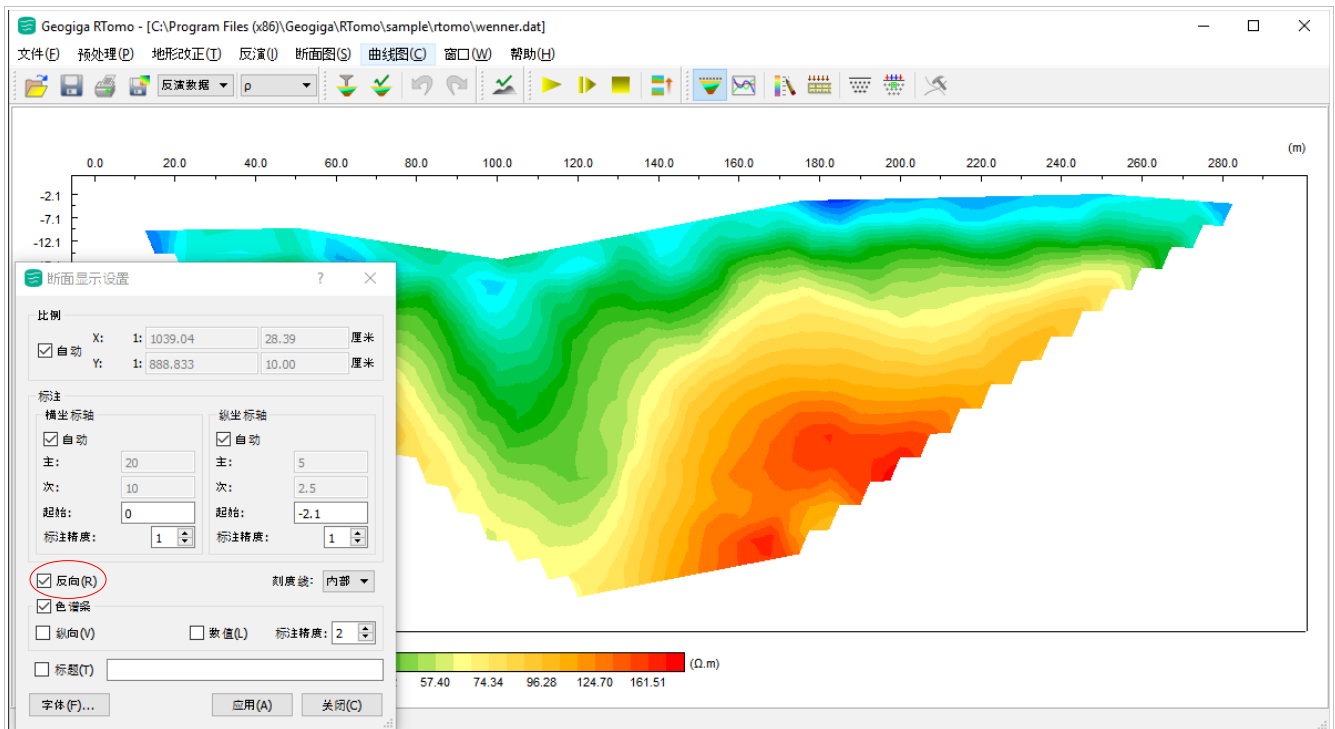 Geogiga RTomo - [C:\Program Files (x86)\Geogiga\RTomo\sample\rtomo\wenner.dat]
文件(F) 预处理(P) 地形改正(T) 反演(I) 断面图(S) 曲线图(C) 窗口(W) 帮助(H)
反演数据 ρ
0.0 20.0 40.0 60.0 80.0 100.0 120.0 140.0 160.0 180.0 200.0 220.0 240.0 260.0 280.0 (m)
-2.1
-7.1
-12.1
断面显示设置 ?
比例
自动 X: 1: 1039.04 28.39 厘米
Y: 1: 888.833 10.00 厘米
标注
横坐标轴 纵坐标轴
自动 自动
主: 20 主: 5
次: 10 次: 2.5
起始: 0 起始: -2.1
标注精度: 1 标注精度: 1
反向(R) 刻度线: 内部
色谱条
纵向(V) 数值(L) 标注精度: 2
标题(T)
字体(F)... 应用(A) 关闭(C)
57.40 74.34 96.28 124.70 161.51 (Ω.m)